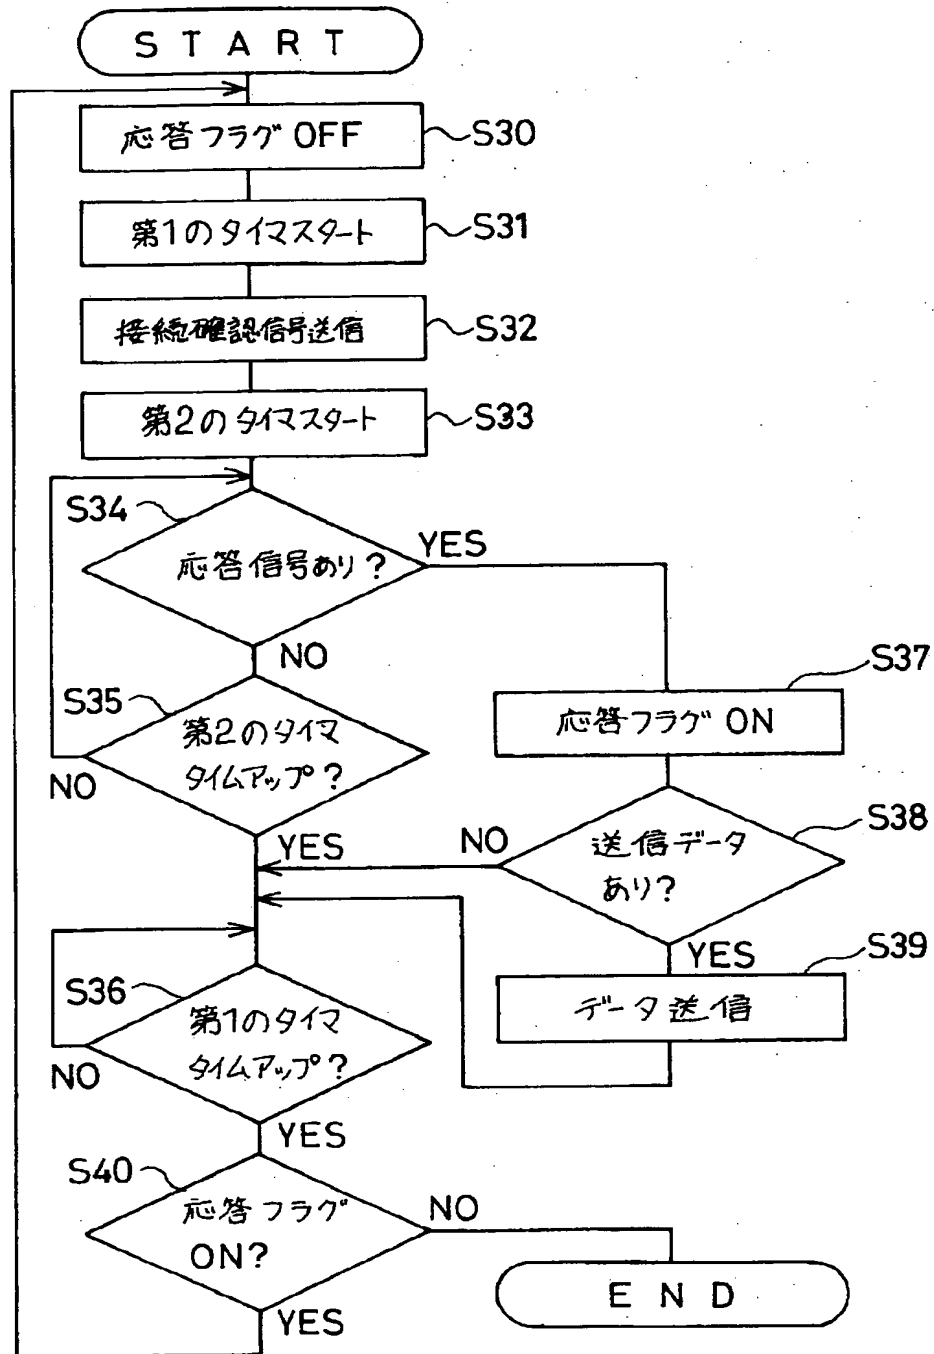 START
応答フラグ OFF
S30
第1のタイマスタート
S31
接続確認信号送信
S32
第2のタイマスタート
S33
S34
応答信号あり?
YES
NO
S35
第2のタイマ
タイムアップ?
NO
YES
S37
応答フラグ ON
S38
送信データ
あり?
NO
YES
S39
データ送信
S36
第1のタイマ
タイムアップ?
NO
YES
S40
応答フラグ
ON?
NO
YES
END